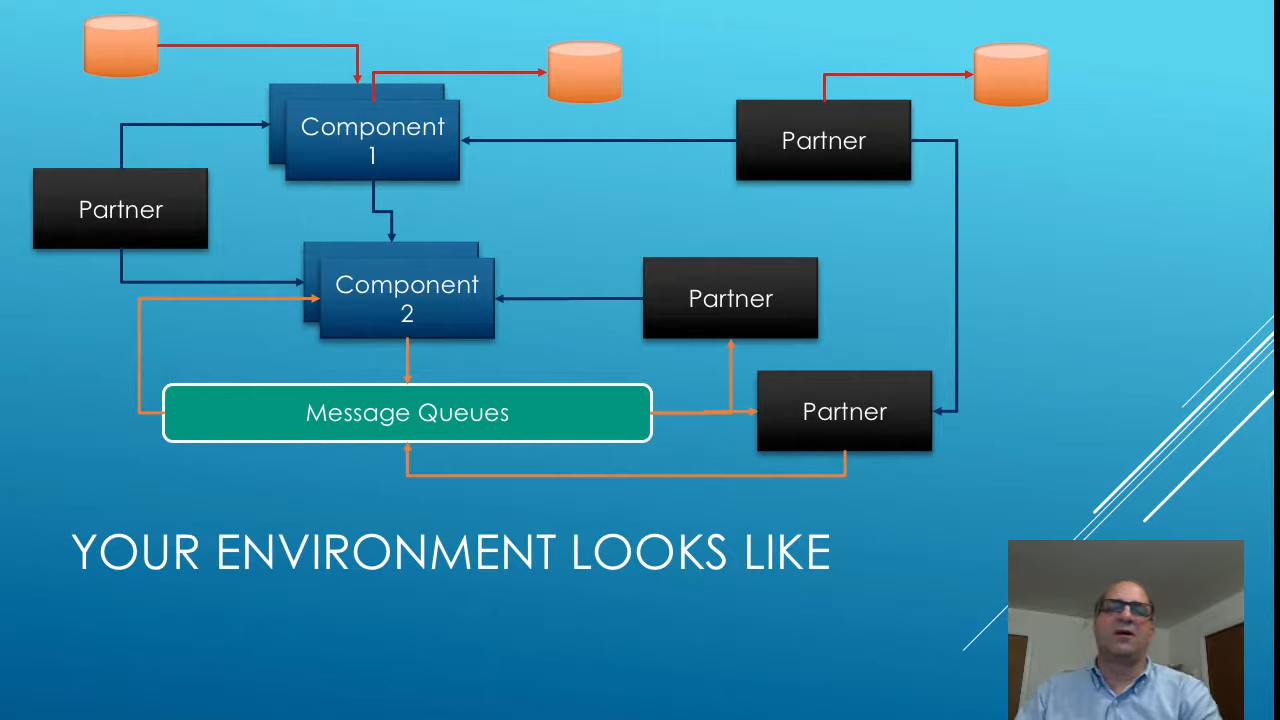 Component
1
Partner
Partner
Component
2
Partner
Message Queues
Partner
YOUR ENVIRONMENT LOOKS LIKE